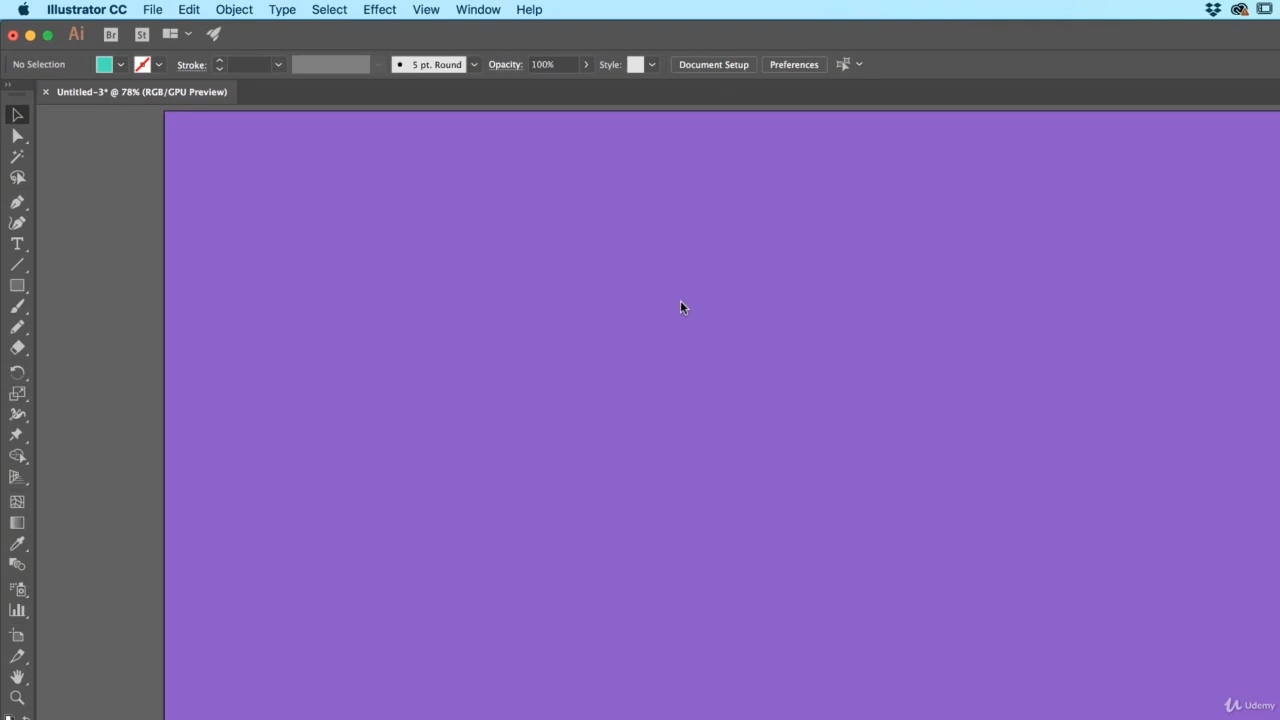 Illustrator CC File Edit Object Type Select Effect View Window Help
Ai Br St
No Selection Stroke: 5 pt. Round Opacity: 100% Style: Document Setup Preferences
Untitled-3* @ 78% (RGB/GPU Preview)
Udemy